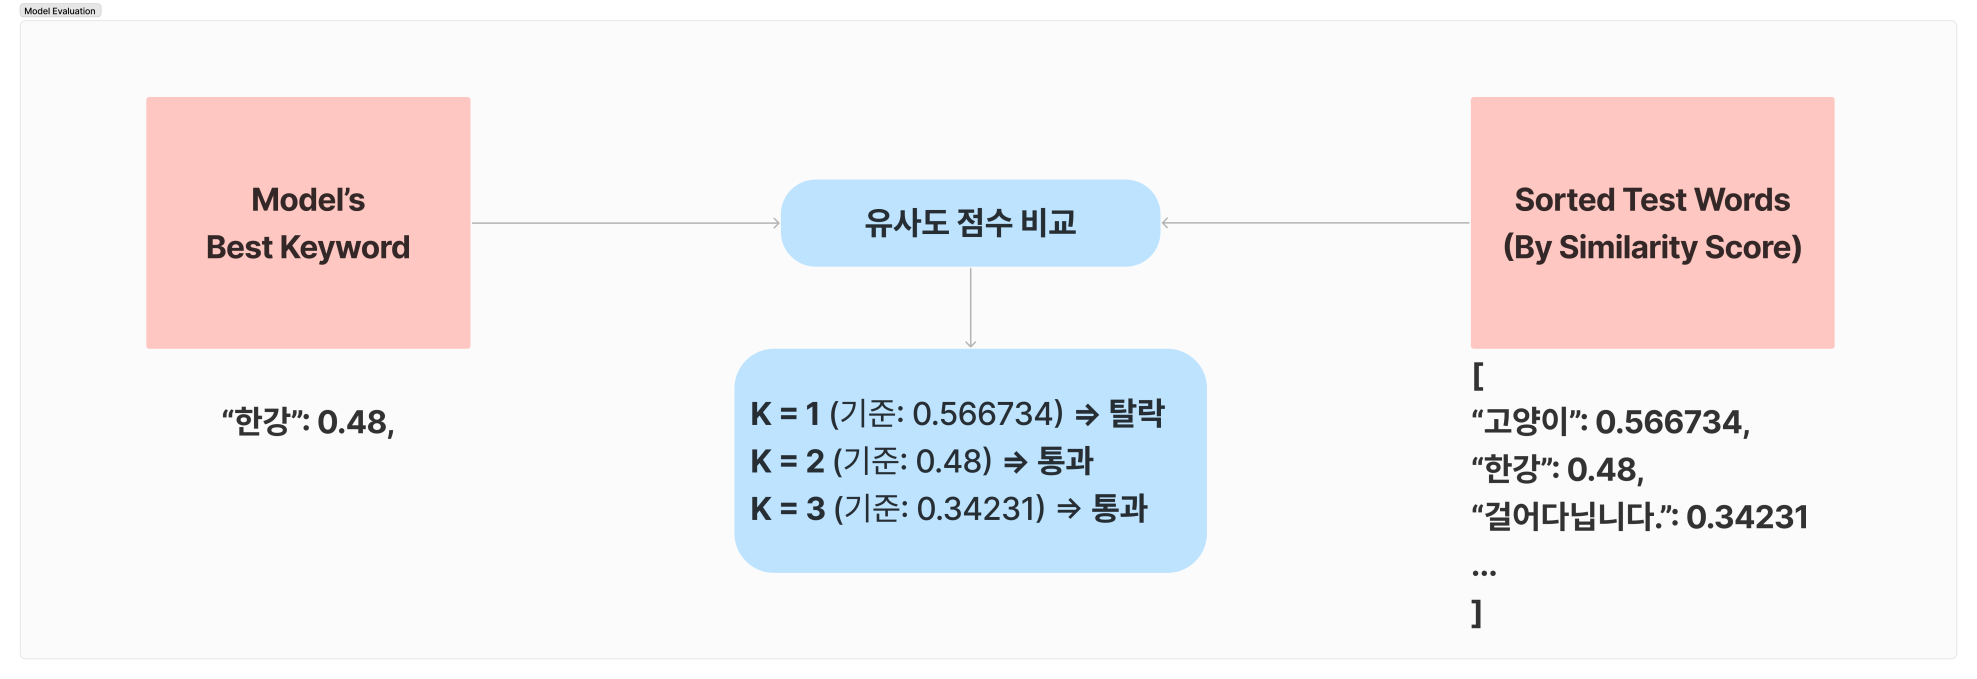 Model Evaluation
Model’s
Best Keyword
“한강”: 0.48,
유사도 점수 비교
K = 1 (기준: 0.566734) ⇒ 탈락
K = 2 (기준: 0.48) ⇒ 통과
K = 3 (기준: 0.34231) ⇒ 통과
Sorted Test Words
(By Similarity Score)
[
“고양이”: 0.566734,
“한강”: 0.48,
“걸어다닙니다.”: 0.34231
...
]